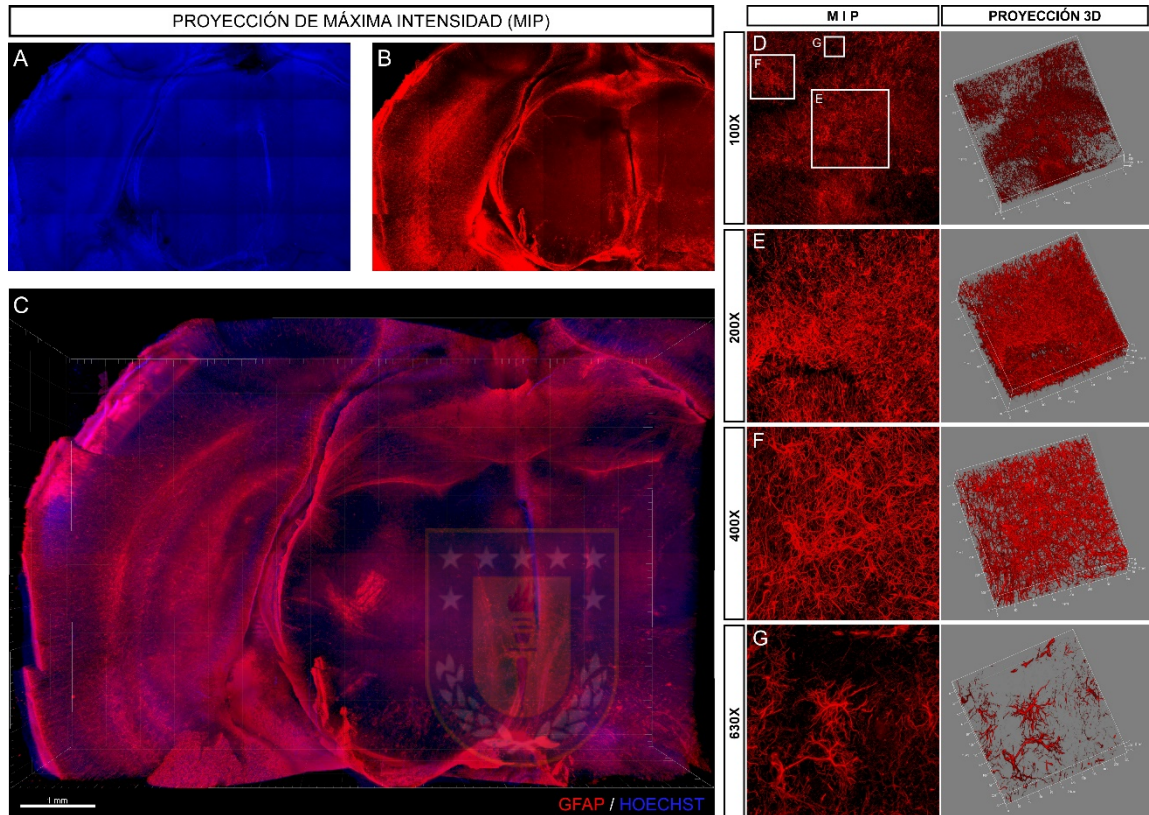 PROYECCIÓN DE MÁXIMA INTENSIDAD (MIP)
A
B
C
1 mm
GFAP / HOECHST
M I P
PROYECCIÓN 3D
100X
D
G
F
E
200X
E
400X
F
630X
G